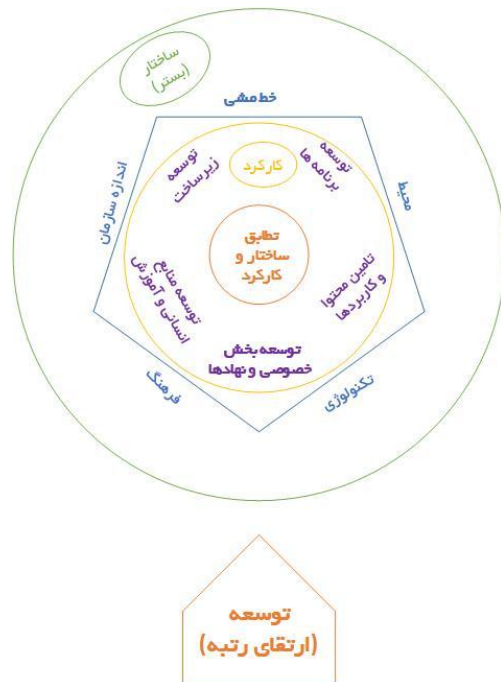 ساختار
(بستر)
خط مشی
محیط
اندازه سازمان
توسعه
برنامه ها
کارکرد
توسعه
زیرساخت
تطابق
ساختار و
کارکرد
تامین محتوا
و کاربردها
توسعه منابع
انسانی و آموزش
توسعه بخش
خصوصی و نهادها
تکنولوژی
فرهنگ
توسعه
(ارتقای رتبه)